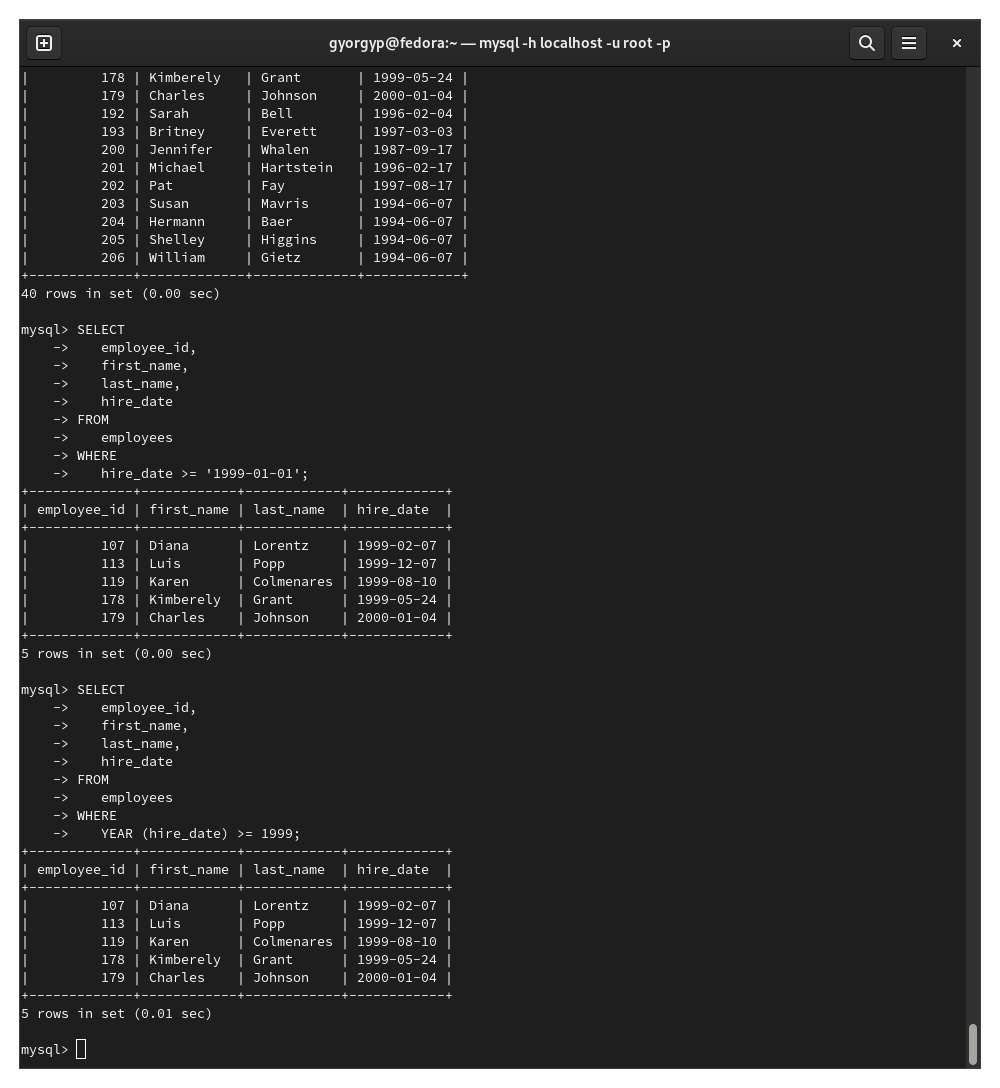 gyorgyp@fedora:~ — mysql -h localhost -u root -p
|         178 | Kimberely   | Grant       | 1999-05-24 |
|         179 | Charles     | Johnson     | 2000-01-04 |
|         192 | Sarah       | Bell        | 1996-02-04 |
|         193 | Britney     | Everett     | 1997-03-03 |
|         200 | Jennifer    | Whalen      | 1987-09-17 |
|         201 | Michael     | Hartstein   | 1996-02-17 |
|         202 | Pat         | Fay         | 1997-08-17 |
|         203 | Susan       | Mavris      | 1994-06-07 |
|         204 | Hermann     | Baer        | 1994-06-07 |
|         205 | Shelley     | Higgins     | 1994-06-07 |
|         206 | William     | Gietz       | 1994-06-07 |
+-------------+-------------+-------------+------------+
40 rows in set (0.00 sec)

mysql> SELECT
    ->    employee_id,
    ->    first_name,
    ->    last_name,
    ->    hire_date
    -> FROM
    ->    employees
    -> WHERE
    ->    hire_date >= '1999-01-01';
+-------------+------------+------------+------------+
| employee_id | first_name | last_name  | hire_date  |
+-------------+------------+------------+------------+
|         107 | Diana      | Lorentz    | 1999-02-07 |
|         113 | Luis       | Popp       | 1999-12-07 |
|         119 | Karen      | Colmenares | 1999-08-10 |
|         178 | Kimberely  | Grant      | 1999-05-24 |
|         179 | Charles    | Johnson    | 2000-01-04 |
+-------------+------------+------------+------------+
5 rows in set (0.00 sec)

mysql> SELECT
    ->    employee_id,
    ->    first_name,
    ->    last_name,
    ->    hire_date
    -> FROM
    ->    employees
    -> WHERE
    ->    YEAR (hire_date) >= 1999;
+-------------+------------+------------+------------+
| employee_id | first_name | last_name  | hire_date  |
+-------------+------------+------------+------------+
|         107 | Diana      | Lorentz    | 1999-02-07 |
|         113 | Luis       | Popp       | 1999-12-07 |
|         119 | Karen      | Colmenares | 1999-08-10 |
|         178 | Kimberely  | Grant      | 1999-05-24 |
|         179 | Charles    | Johnson    | 2000-01-04 |
+-------------+------------+------------+------------+
5 rows in set (0.01 sec)

mysql>